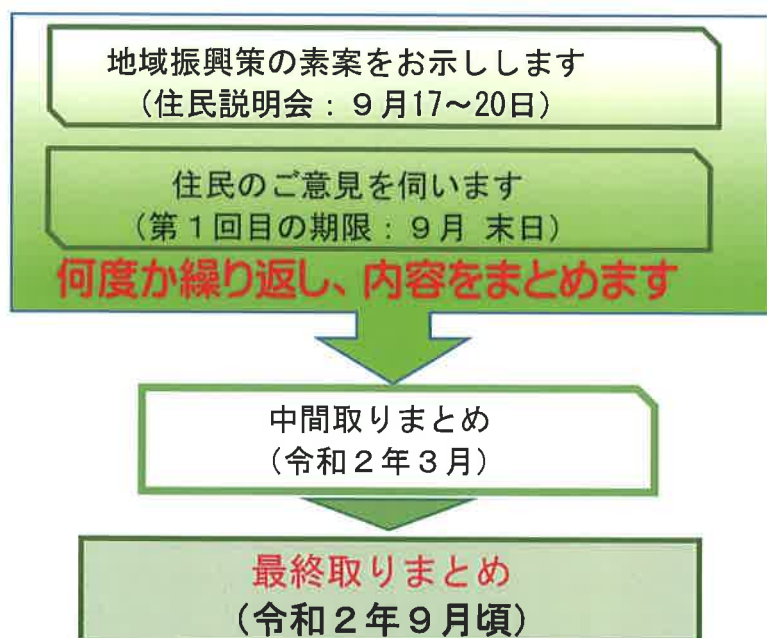 地域振興策の素案をお示しします
（住民説明会：９月17～20日）
住民のご意見を伺います
（第１回目の期限：９月 末日）
何度か繰り返し、内容をまとめます
中間取りまとめ
（令和２年３月）
最終取りまとめ
（令和２年９月頃）